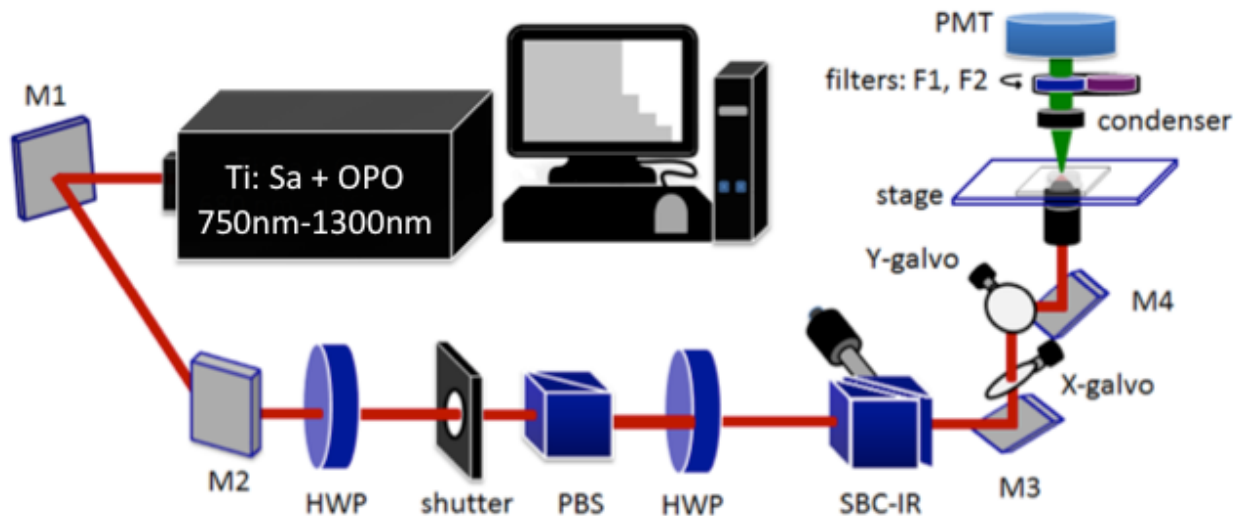 PMT
M1
filters: F1, F2
condenser
Ti: Sa + OPO
750nm-1300nm
stage
Y-galvo
M4
X-galvo
M2
HWP
shutter
PBS
HWP
SBC-IR
M3